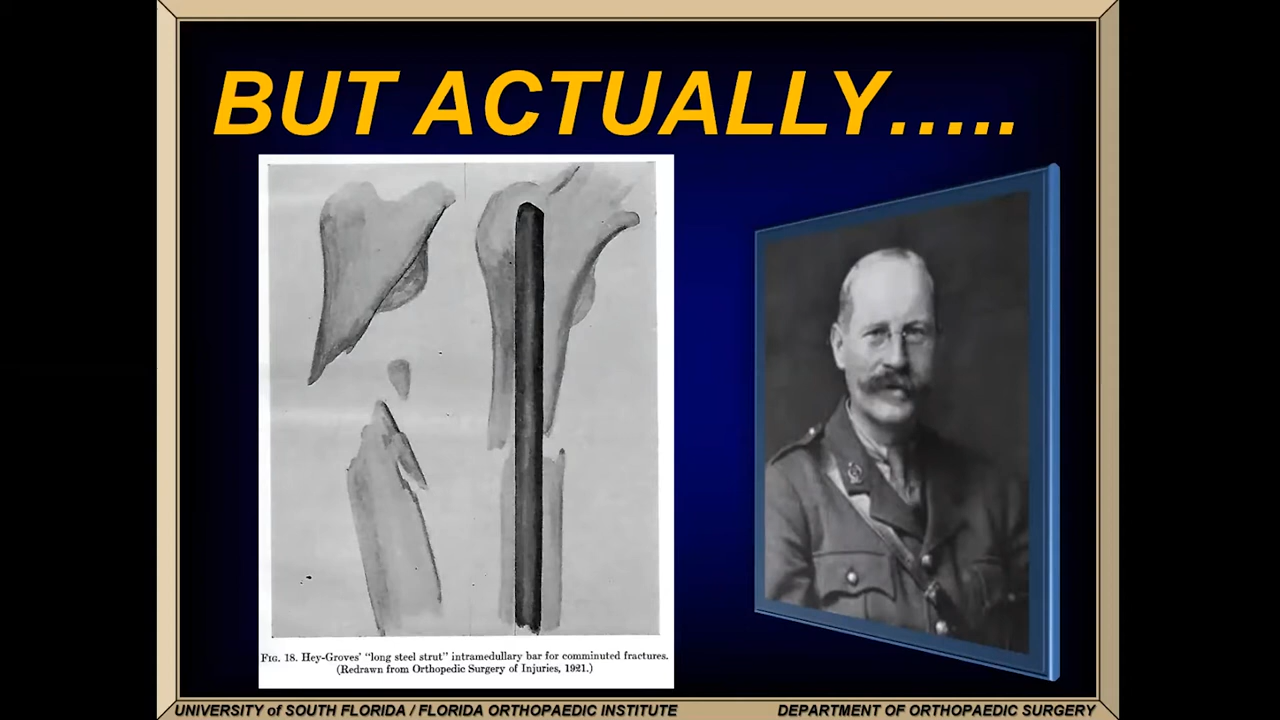 BUT ACTUALLY.....
FIG. 18. Hey-Groves' "long steel strut" intramedullary bar for comminuted fractures.
(Redrawn from Orthopedic Surgery of Injuries, 1921.)
UNIVERSITY of SOUTH FLORIDA / FLORIDA ORTHOPAEDIC INSTITUTE
DEPARTMENT OF ORTHOPAEDIC SURGERY